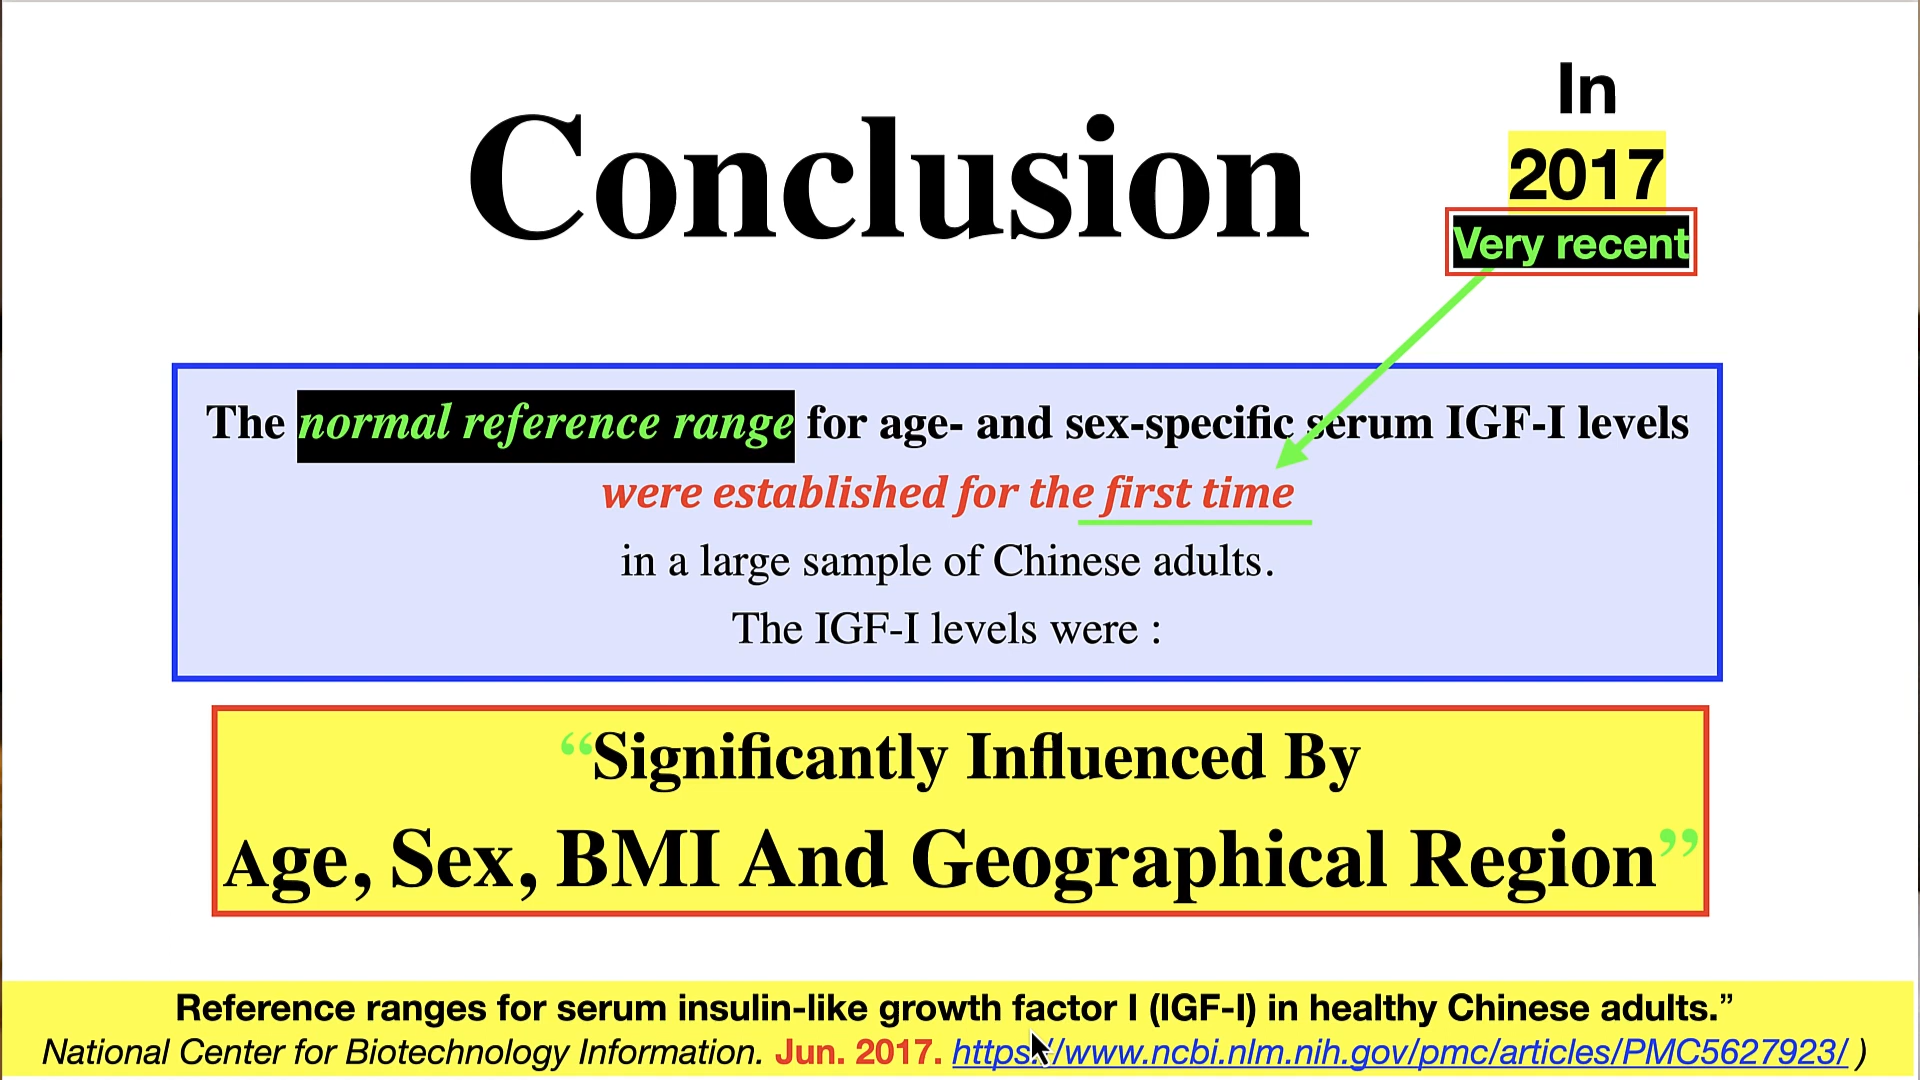 Conclusion
In
2017
Very recent
The normal reference range for age- and sex-specific serum IGF-I levels
were established for the first time
in a large sample of Chinese adults.
The IGF-I levels were :
“Significantly Influenced By
Age, Sex, BMI And Geographical Region”
Reference ranges for serum insulin-like growth factor I (IGF-I) in healthy Chinese adults.”
National Center for Biotechnology Information. Jun. 2017. https://www.ncbi.nlm.nih.gov/pmc/articles/PMC5627923/ )